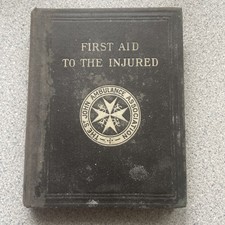 FIRST AID
TO THE INJURED
THE ST JOHN AMBULANCE ASSOCIATION